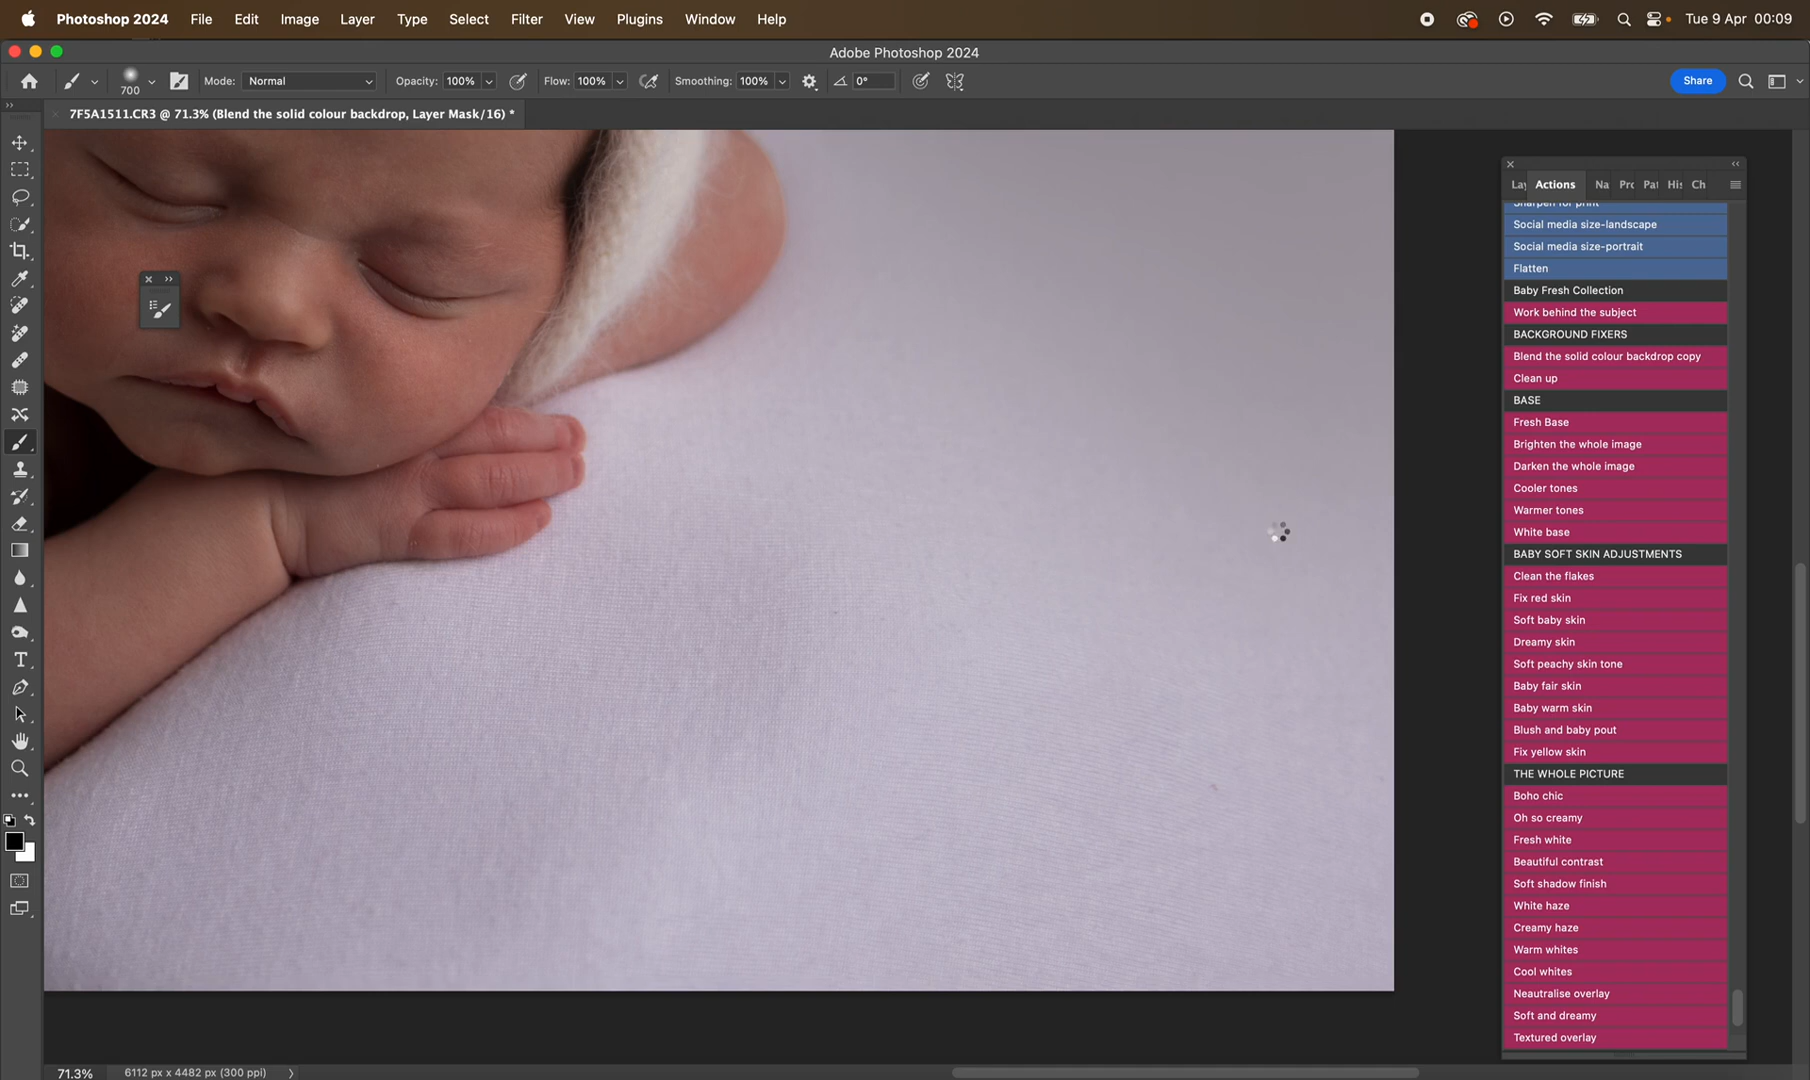 Photoshop 2024 File Edit Image Layer Type Select Filter View Plugins Window Help Tue 9 Apr 00:09
Adobe Photoshop 2024
700 Mode: Normal Opacity: 100% Flow: 100% Smoothing: 100% 0° Share
7F5A1511.CR3 @ 71.3% (Blend the solid colour backdrop, Layer Mask/16) *
Lay Actions Na Pro Pat His Ch
Sharpen for print
Social media size-landscape
Social media size-portrait
Flatten
Baby Fresh Collection
Work behind the subject
BACKGROUND FIXERS
Blend the solid colour backdrop copy
Clean up
BASE
Fresh Base
Brighten the whole image
Darken the whole image
Cooler tones
Warmer tones
White base
BABY SOFT SKIN ADJUSTMENTS
Clean the flakes
Fix red skin
Soft baby skin
Dreamy skin
Soft peachy skin tone
Baby fair skin
Baby warm skin
Blush and baby pout
Fix yellow skin
THE WHOLE PICTURE
Boho chic
Oh so creamy
Fresh white
Beautiful contrast
Soft shadow finish
White haze
Creamy haze
Warm whites
Cool whites
Neautralise overlay
Soft and dreamy
Textured overlay
71.3% 6112 px x 4482 px (300 ppi)